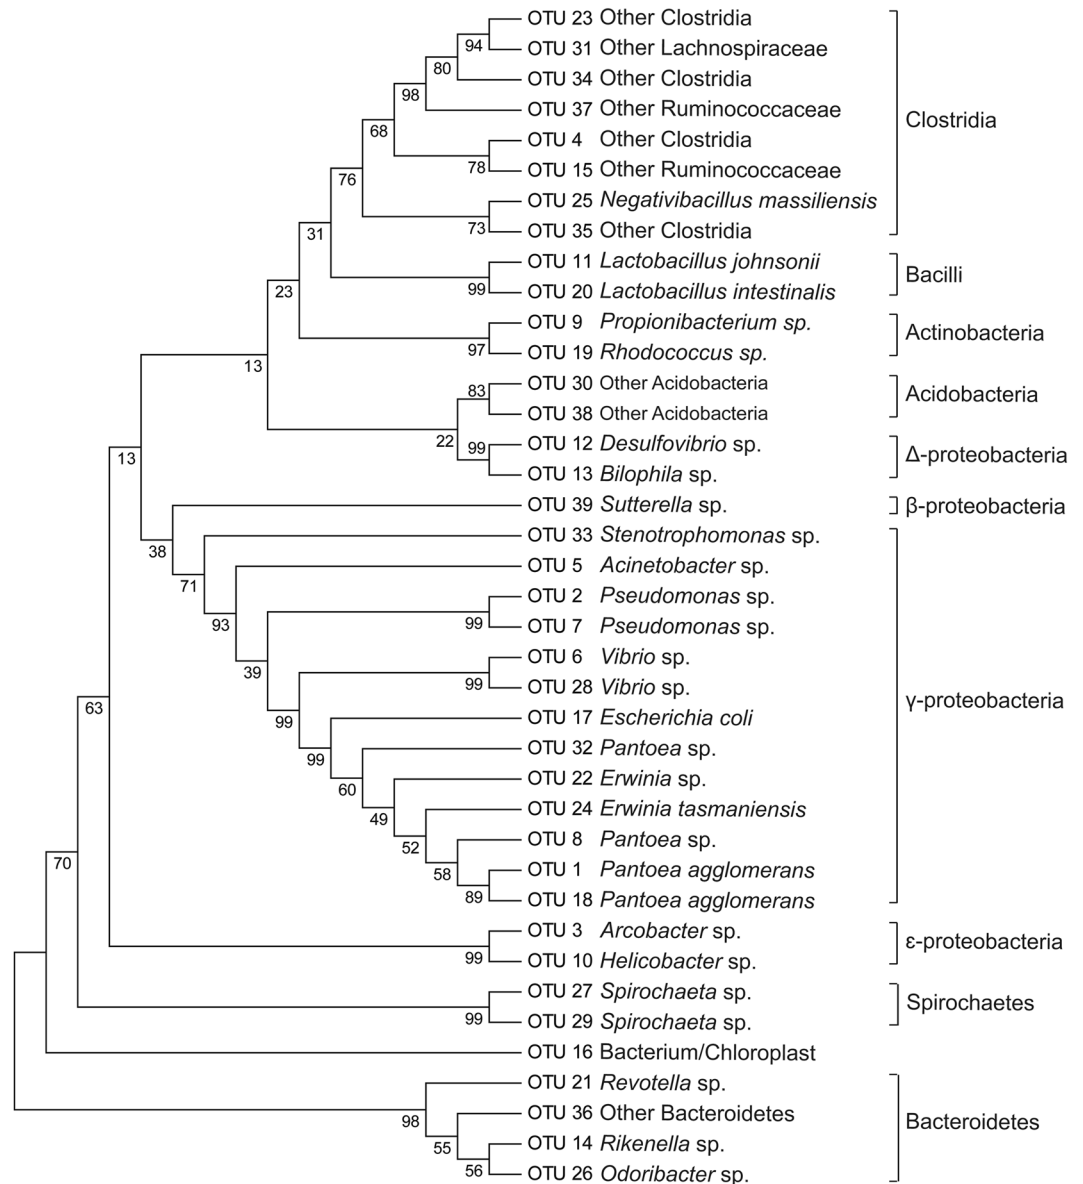 OTU 23 Other Clostridia
94
OTU 31 Other Lachnospiraceae
80
OTU 34 Other Clostridia
98
OTU 37 Other Ruminococcaceae
Clostridia
68
OTU 4 Other Clostridia
78
OTU 15 Other Ruminococcaceae
76
OTU 25 Negativibacillus massiliensis
73
OTU 35 Other Clostridia
31
OTU 11 Lactobacillus johnsonii
Bacilli
99
OTU 20 Lactobacillus intestinalis
23
OTU 9 Propionibacterium sp.
Actinobacteria
97
OTU 19 Rhodococcus sp.
13
OTU 30 Other Acidobacteria
83
Acidobacteria
OTU 38 Other Acidobacteria
22
OTU 12 Desulfovibrio sp.
99
Δ-proteobacteria
13
OTU 13 Bilophila sp.
OTU 39 Sutterella sp.
β-proteobacteria
OTU 33 Stenotrophomonas sp.
38
OTU 5 Acinetobacter sp.
71
OTU 2 Pseudomonas sp.
93
99
OTU 7 Pseudomonas sp.
OTU 6 Vibrio sp.
39
99
OTU 28 Vibrio sp.
γ-proteobacteria
63
OTU 17 Escherichia coli
99
OTU 32 Pantoea sp.
99
OTU 22 Erwinia sp.
60
OTU 24 Erwinia tasmaniensis
49
OTU 8 Pantoea sp.
52
70
OTU 1 Pantoea agglomerans
58
89
OTU 18 Pantoea agglomerans
OTU 3 Arcobacter sp.
ε-proteobacteria
99
OTU 10 Helicobacter sp.
OTU 27 Spirochaeta sp.
Spirochaetes
99
OTU 29 Spirochaeta sp.
OTU 16 Bacterium/Chloroplast
OTU 21 Revotella sp.
98
OTU 36 Other Bacteroidetes
Bacteroidetes
55
OTU 14 Rikenella sp.
56
OTU 26 Odoribacter sp.